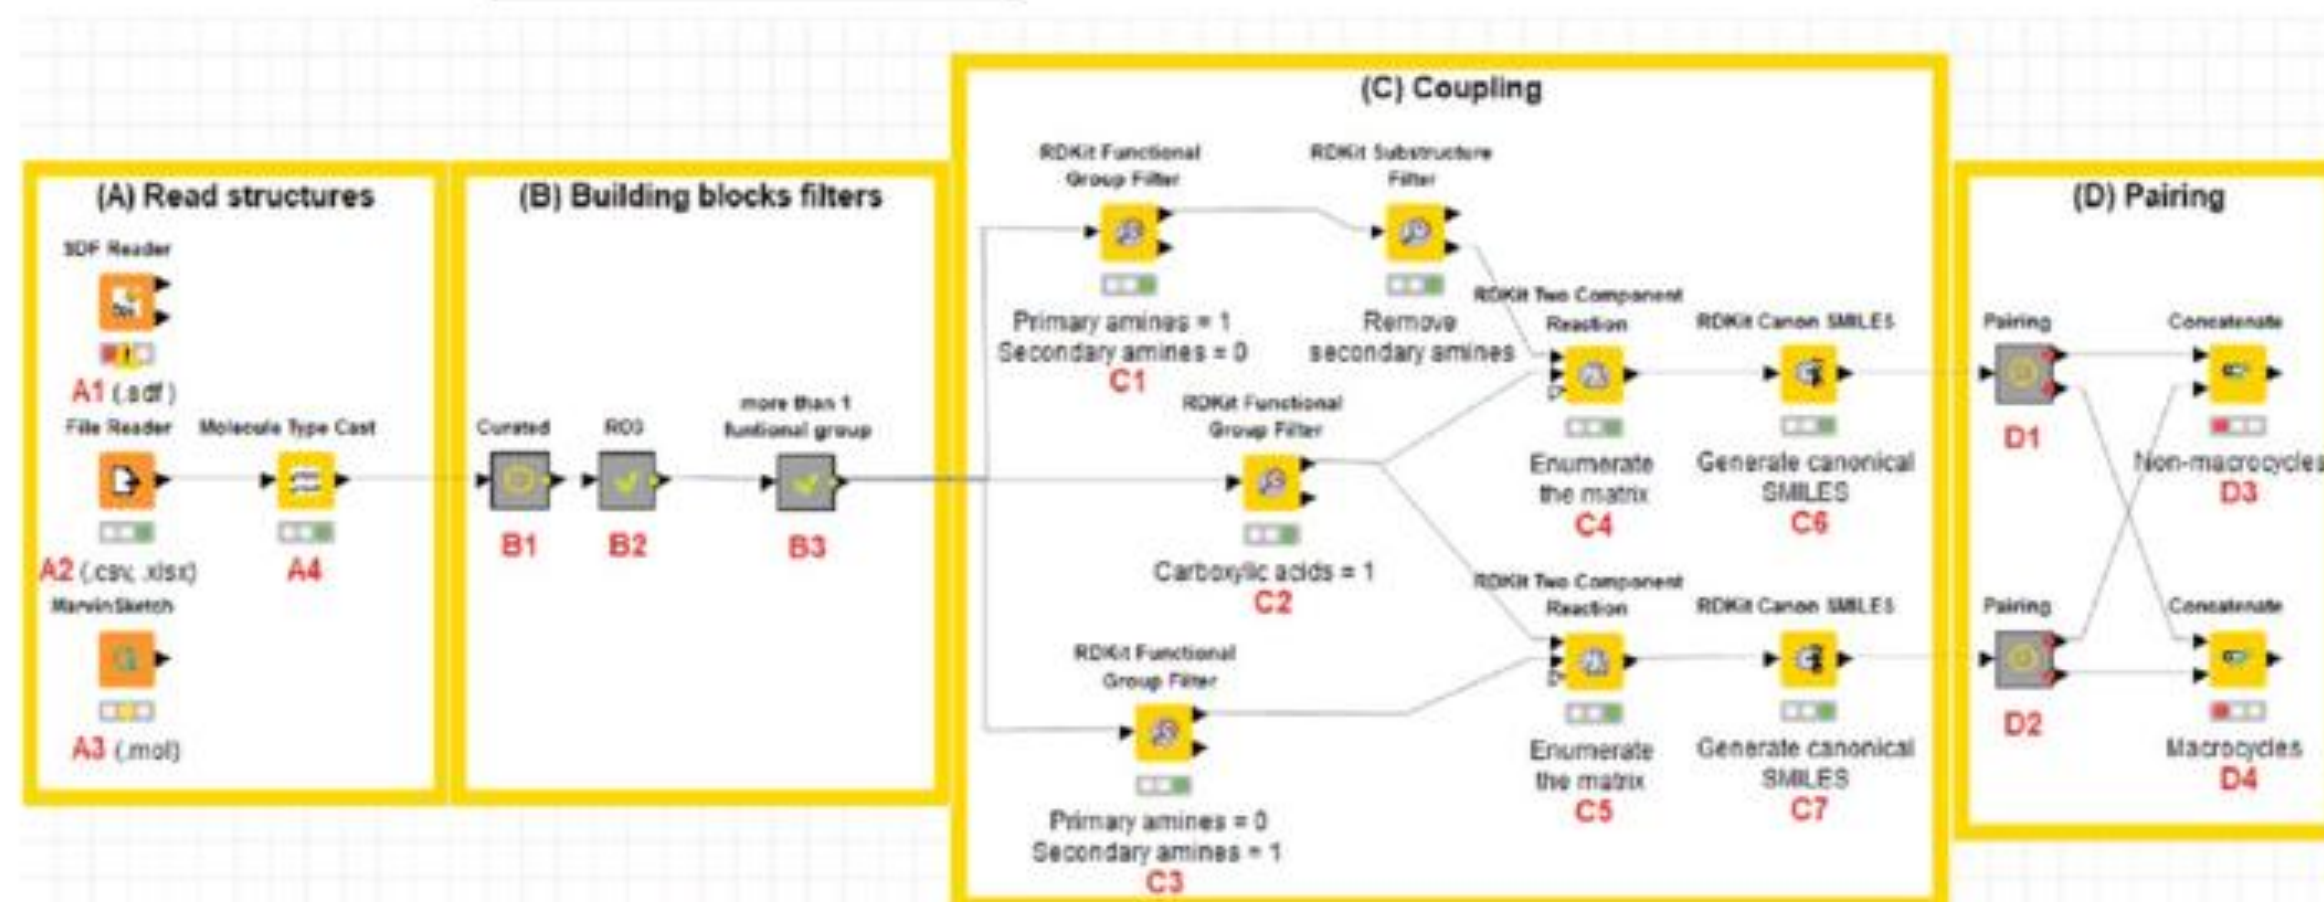 (A) Read structures
SDF Reader
A1 (.sdf)
File Reader
A2 (.csv, .xlsx)
Molecule Type Cast
A4
MarvinSketch
A3 (.mol)
(B) Building blocks filters
Curated
B1
RO3
B2
more than 1
funtional group
B3
(C) Coupling
RDKit Functional
Group Filter
Primary amines = 1
Secondary amines = 0
C1
RDKit Substructure
Filter
Remove
secondary amines
RDKit Functional
Group Filter
Carboxylic acids = 1
C2
RDKit Functional
Group Filter
Primary amines = 0
Secondary amines = 1
C3
RDKit Two Component
Reaction
Enumerate
the matrix
C4
RDKit Canon SMILES
Generate canonical
SMILES
C6
RDKit Two Component
Reaction
Enumerate
the matrix
C5
RDKit Canon SMILES
Generate canonical
SMILES
C7
(D) Pairing
Pairing
D1
Concatenate
Non-macrocycles
D3
Pairing
D2
Concatenate
Macrocycles
D4